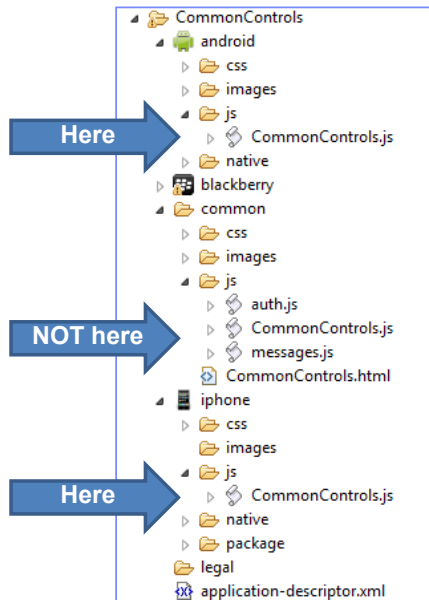 CommonControls
android
css
images
js
Here
CommonControls.js
native
blackberry
common
css
images
js
auth.js
NOT here
CommonControls.js
messages.js
CommonControls.html
iphone
css
images
js
Here
CommonControls.js
native
package
legal
application-descriptor.xml